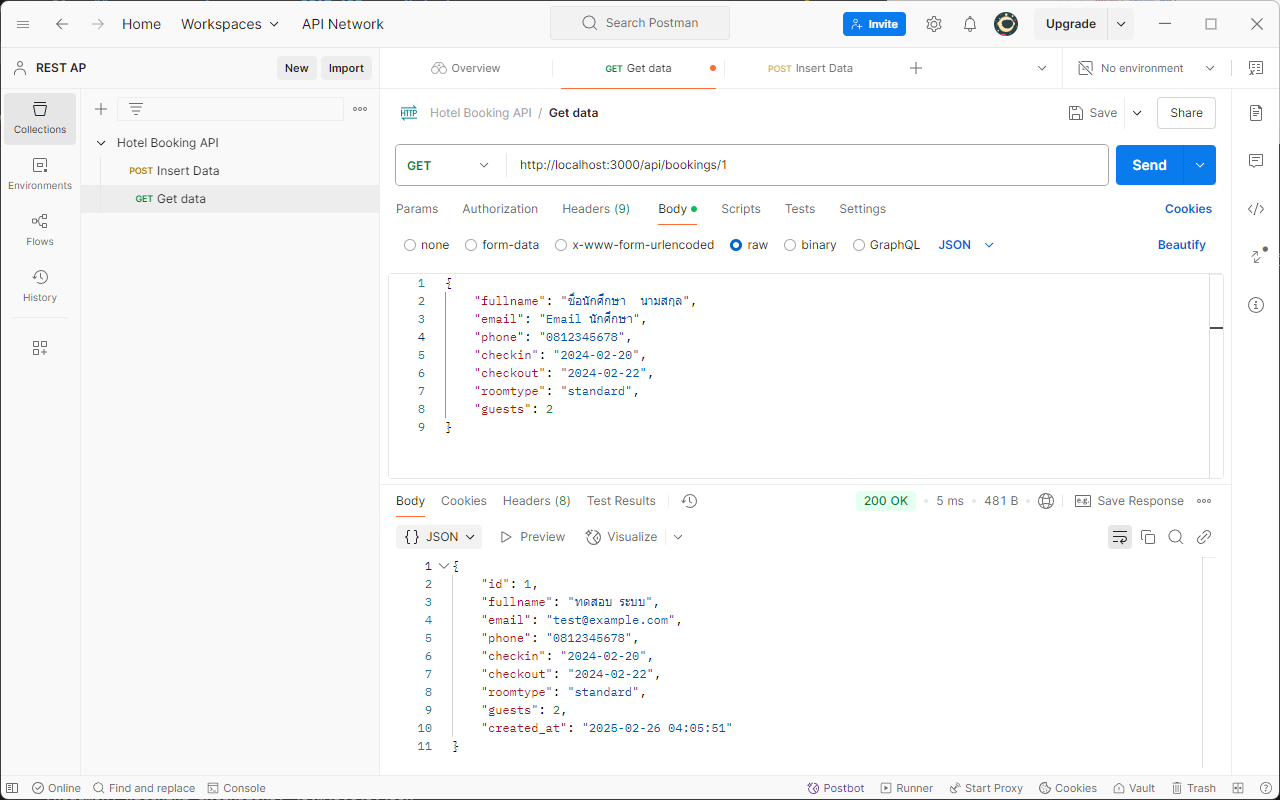 Home Workspaces API Network Search Postman Invite Upgrade
REST AP New Import Overview GET Get data POST Insert Data No environment
Collections
Environments
Flows
History
Hotel Booking API
POST Insert Data
GET Get data
HTTP Hotel Booking API / Get data Save Share
GET http://localhost:3000/api/bookings/1 Send
Params Authorization Headers (9) Body Scripts Tests Settings Cookies
none form-data x-www-form-urlencoded raw binary GraphQL JSON Beautify
1 {
2 "fullname": "ชื่อนักศึกษา นามสกุล",
3 "email": "Email นักศึกษา",
4 "phone": "0812345678",
5 "checkin": "2024-02-20",
6 "checkout": "2024-02-22",
7 "roomtype": "standard",
8 "guests": 2
9 }
Body Cookies Headers (8) Test Results 200 OK 5 ms 481 B e.g. Save Response
{} JSON Preview Visualize
1 {
2 "id": 1,
3 "fullname": "ทดสอบ ระบบ",
4 "email": "test@example.com",
5 "phone": "0812345678",
6 "checkin": "2024-02-20",
7 "checkout": "2024-02-22",
8 "roomtype": "standard",
9 "guests": 2,
10 "created_at": "2025-02-26 04:05:51"
11 }
Online Find and replace Console Postbot Runner Start Proxy Cookies Vault Trash